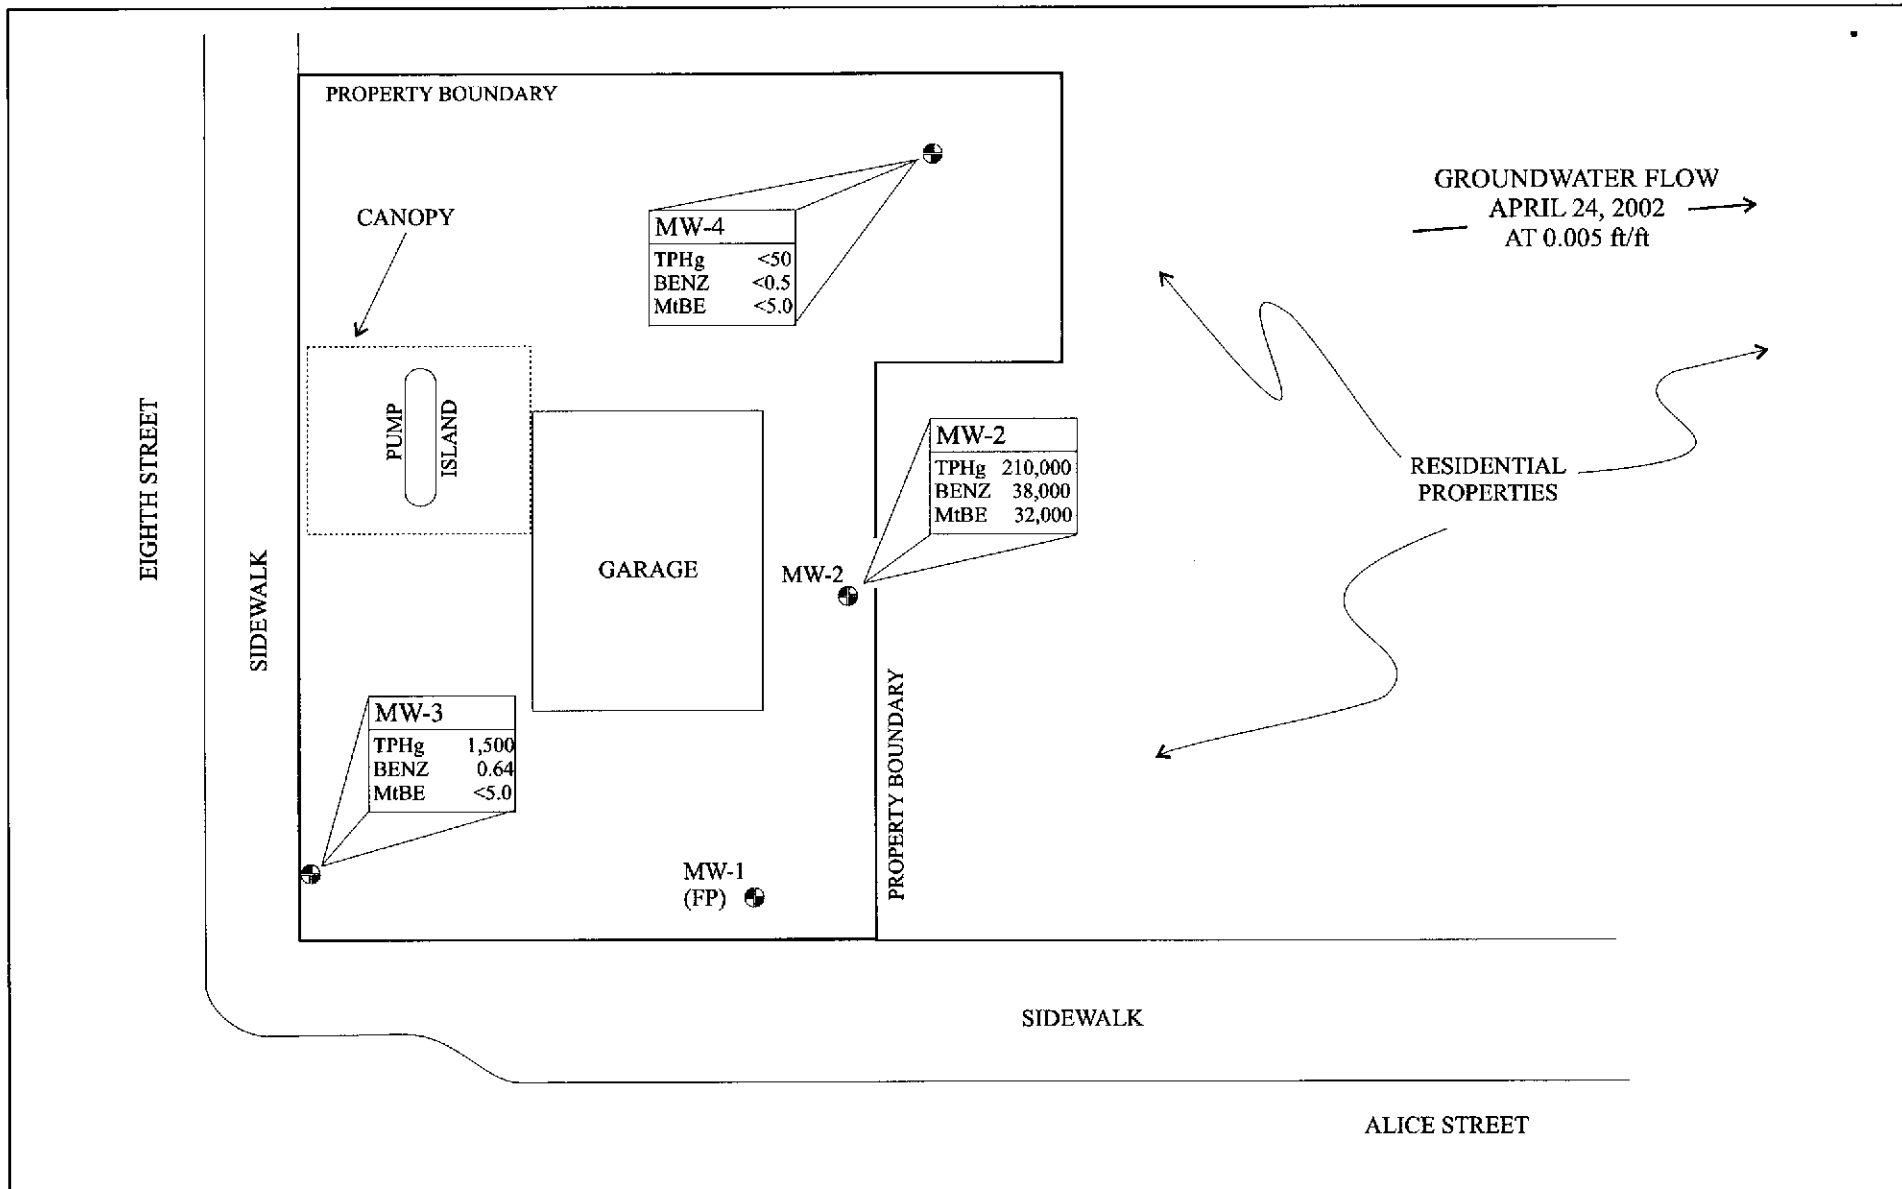 PROPERTY BOUNDARY
CANOPY
MW-4
TPHg <50
BENZ <0.5
MtBE <5.0
GROUNDWATER FLOW
APRIL 24, 2002
AT 0.005 ft/ft
EIGHTH STREET
SIDEWALK
PUMP
ISLAND
GARAGE
MW-2
MW-2
TPHg 210,000
BENZ 38,000
MtBE 32,000
RESIDENTIAL
PROPERTIES
MW-3
TPHg 1,500
BENZ 0.64
MtBE <5.0
MW-1
(FP)
PROPERTY BOUNDARY
SIDEWALK
ALICE STREET